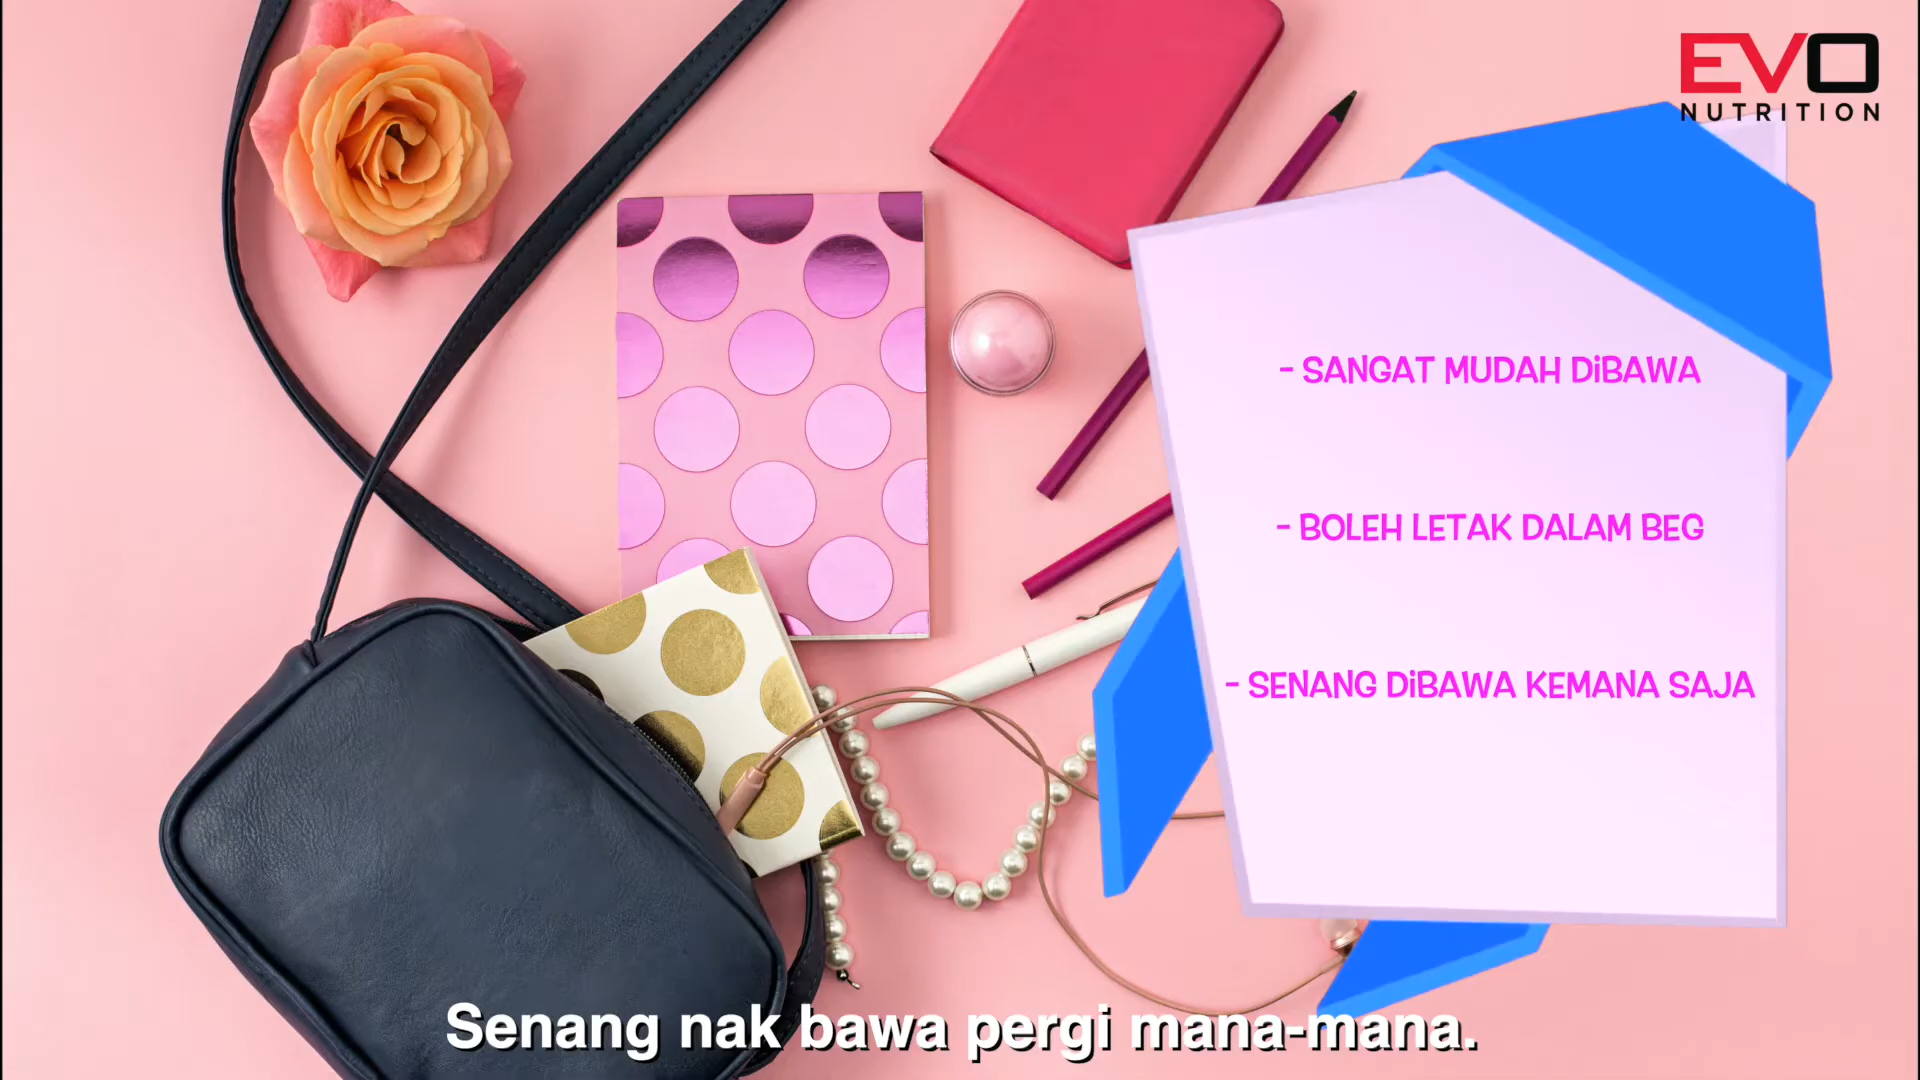 EVO
NUTRITION
- SANGAT MUDAH DiBAWA
- BOLEH LETAK DALAM BEG
- SENANG DiBAWA KEMANA SAJA
Senang nak bawa pergi mana-mana.